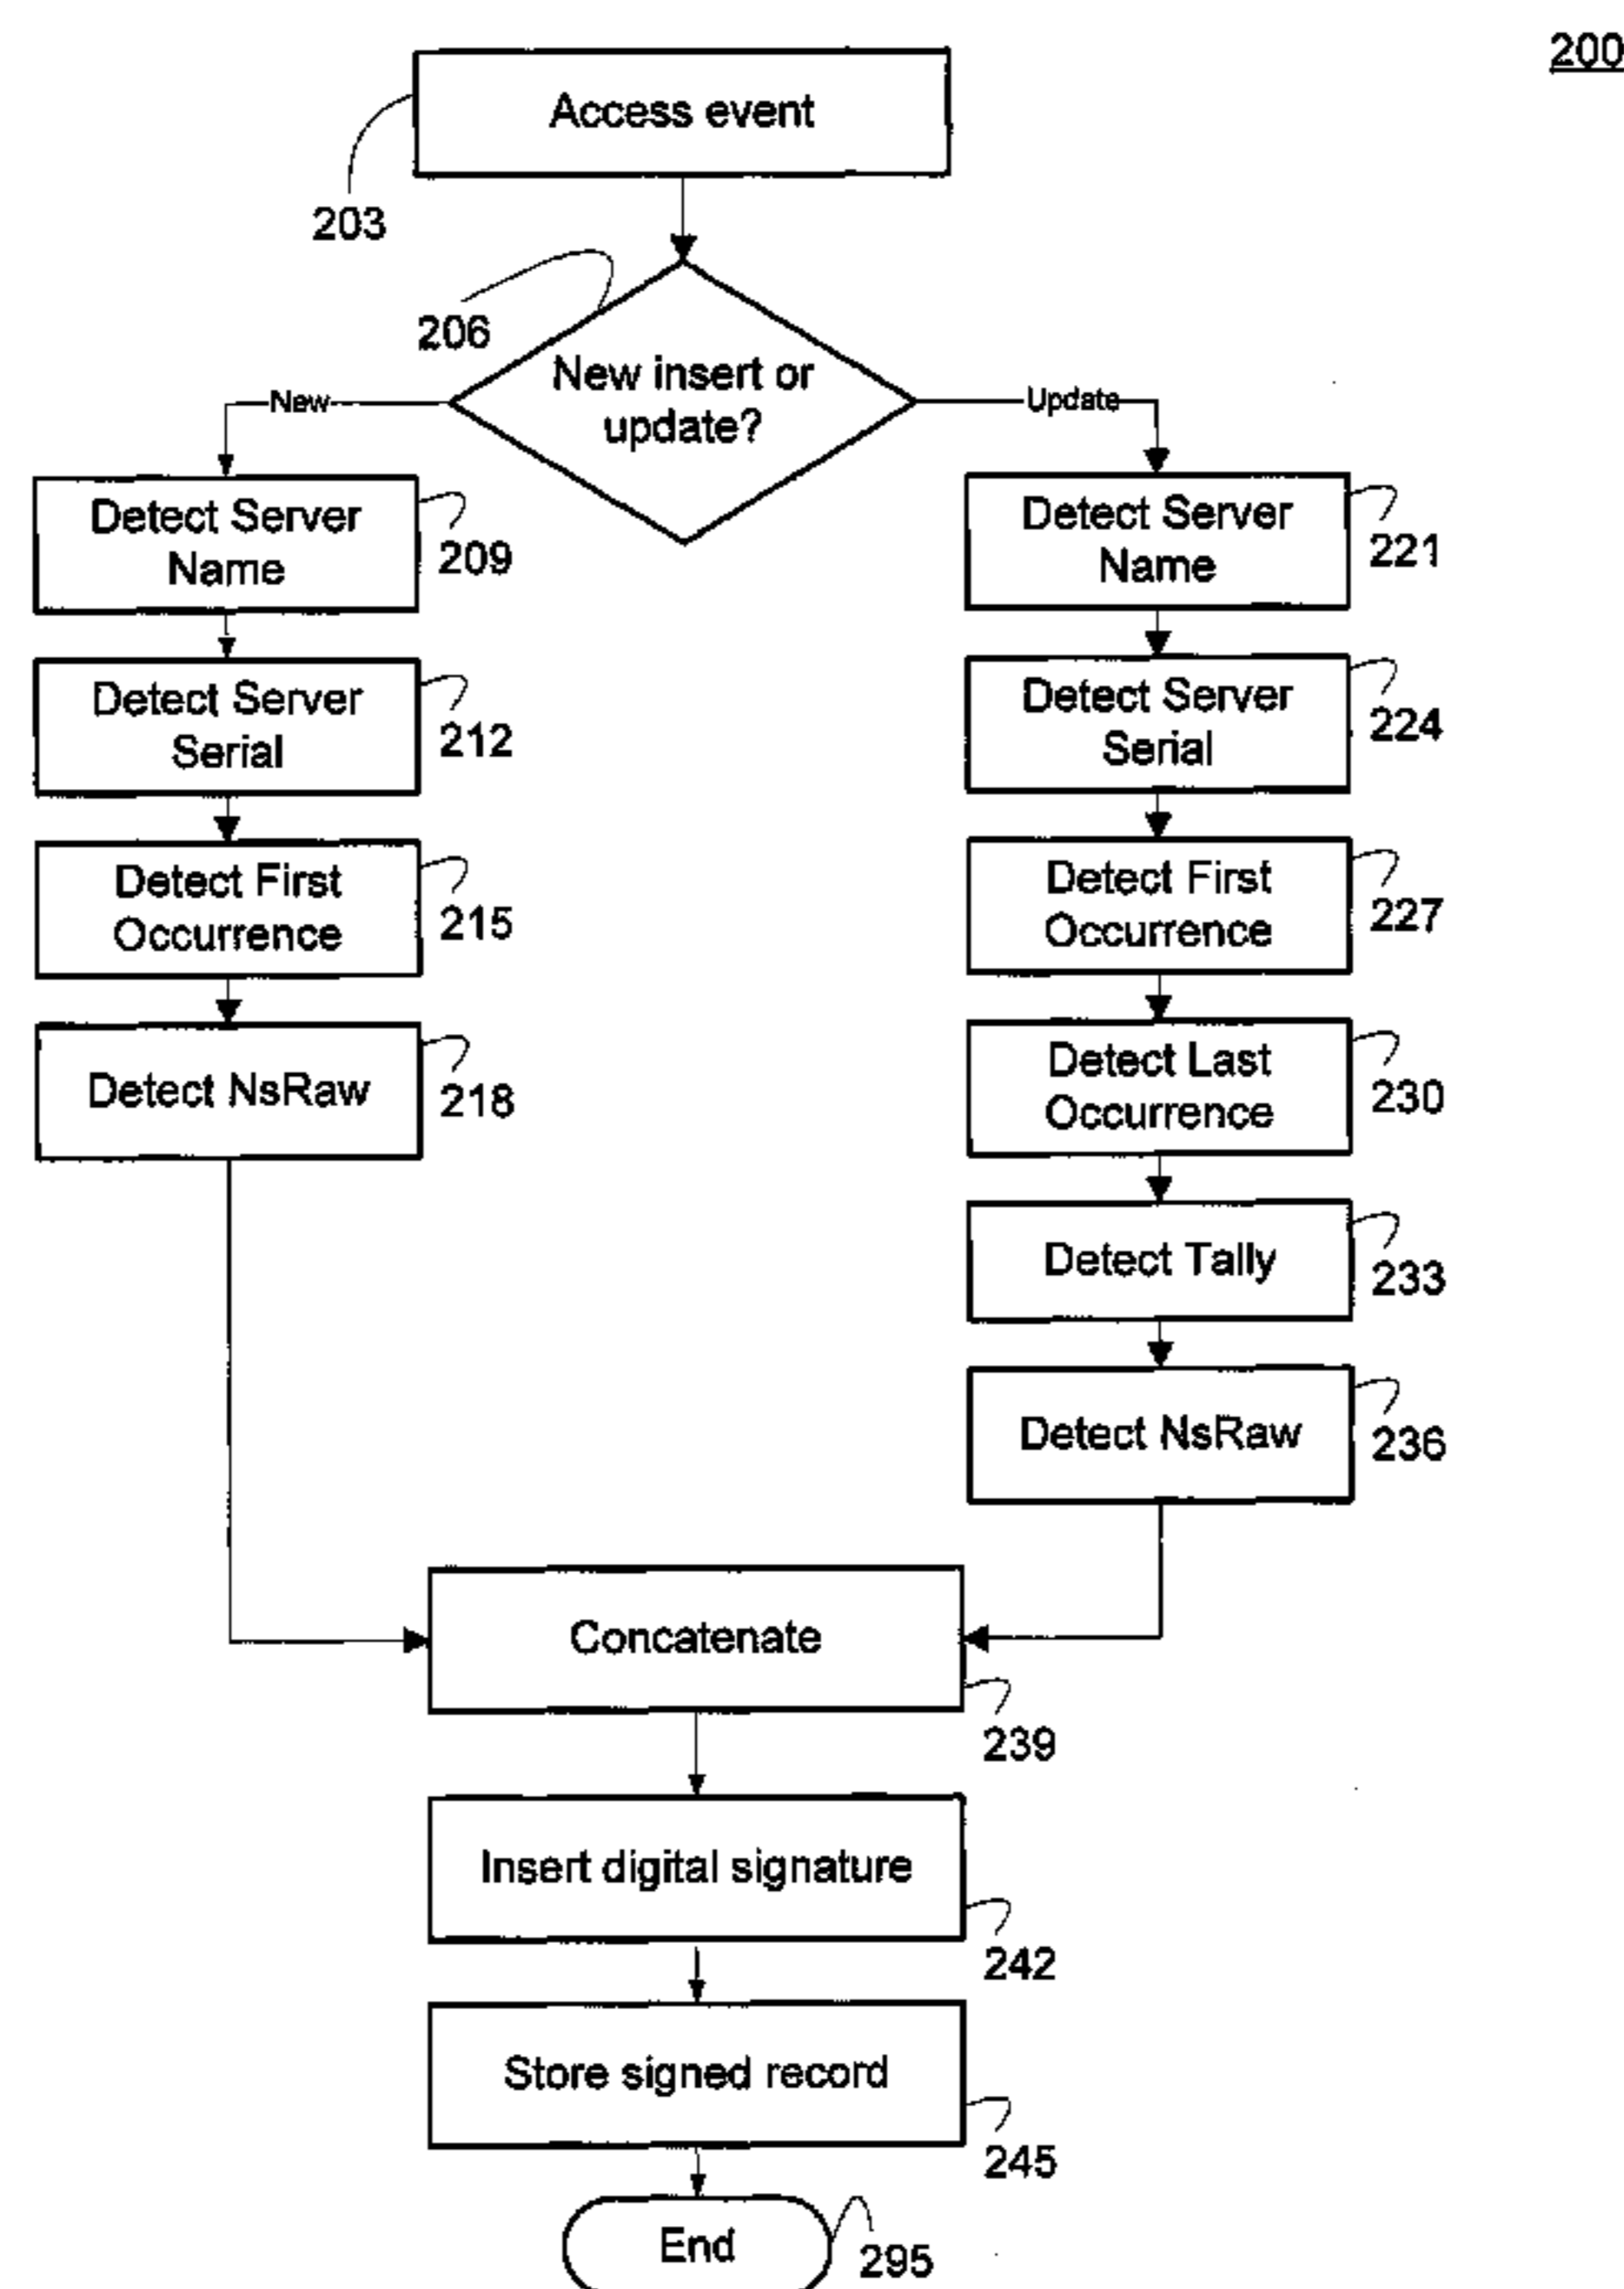 200
Access event
203
206
New insert or
update?
New
Update
Detect Server
Name
209
Detect Server
Serial
212
Detect First
Occurrence
215
Detect NsRaw
218
Detect Server
Name
221
Detect Server
Serial
224
Detect First
Occurrence
227
Detect Last
Occurrence
230
Detect Tally
233
Detect NsRaw
236
Concatenate
239
Insert digital signature
242
Store signed record
245
End
295